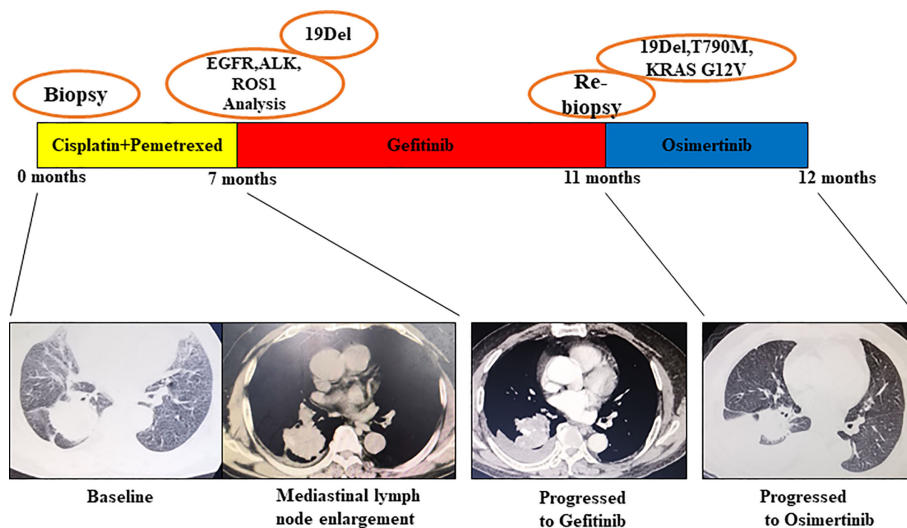 19Del
EGFR,ALK,
ROS1
Analysis
Biopsy
Re-
biopsy
19Del,T790M,
KRAS G12V
Cisplatin+Pemetrexed
Gefitinib
Osimertinib
0 months
7 months
11 months
12 months
Baseline
Mediastinal lymph
node enlargement
Progressed
to Gefitinib
Progressed
to Osimertinib